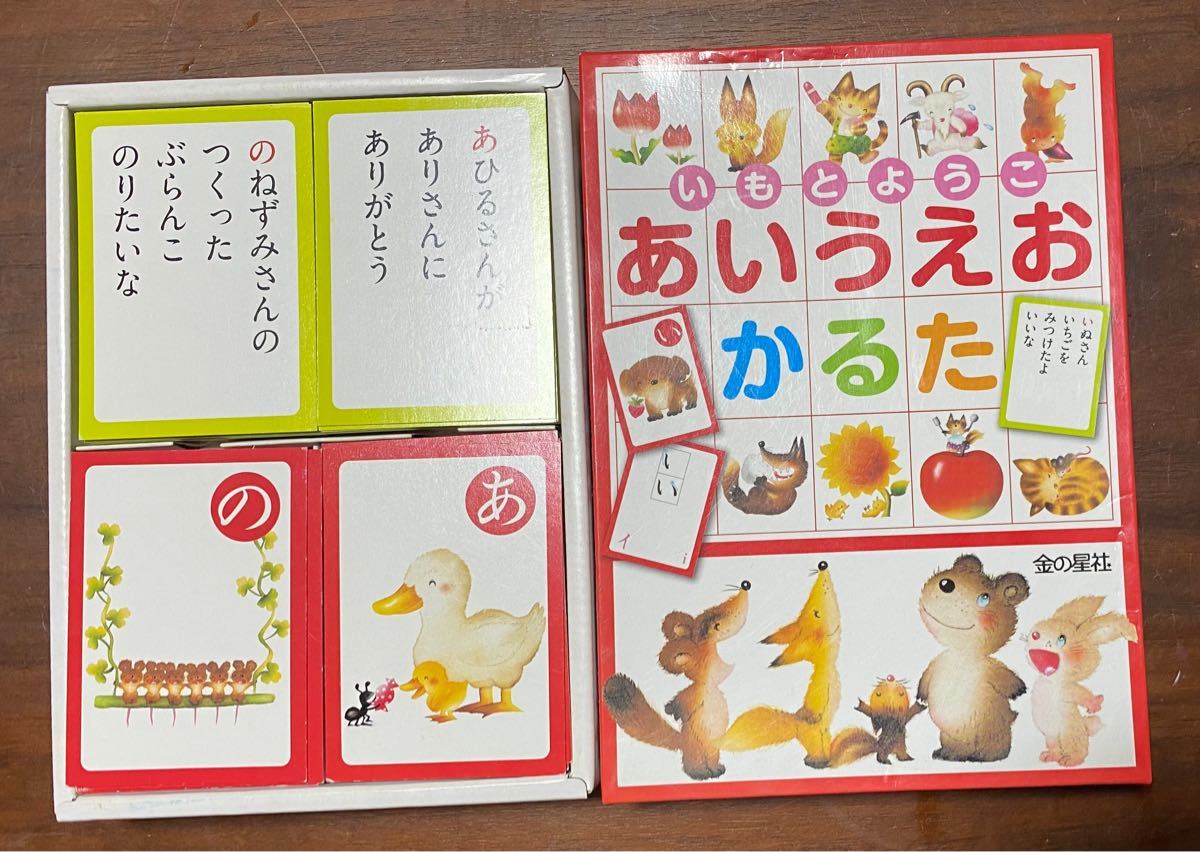 のねずみさんの
つくった
ぶらんこ
のりたいな
あひるさんが
ありさんに
ありがとう
の
あ
いもとようこ
あいうえお
かるた
い
いぬさん
いちごを
みつけたよ
いいな
い
い
イ
i
金の星社